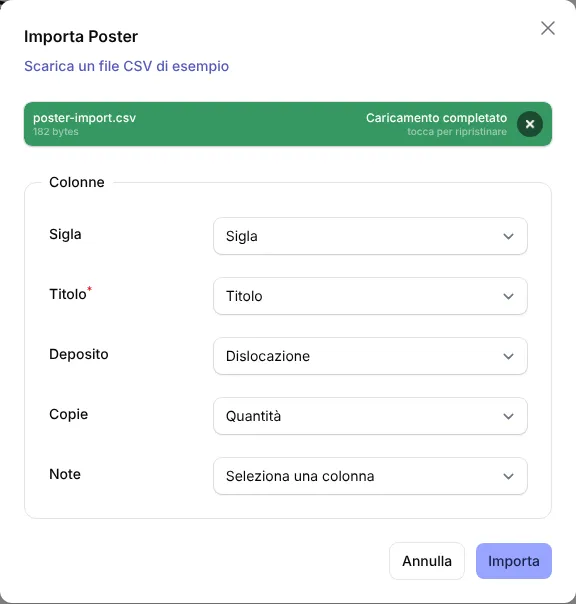 Importa Poster
Scarica un file CSV di esempio
poster-import.csv
Caricamento completato
182 bytes
tocca per ripristinare
Colonne
Sigla
Sigla
Titolo*
Titolo
Deposito
Dislocazione
Copie
Quantità
Note
Seleziona una colonna
Annulla
Importa